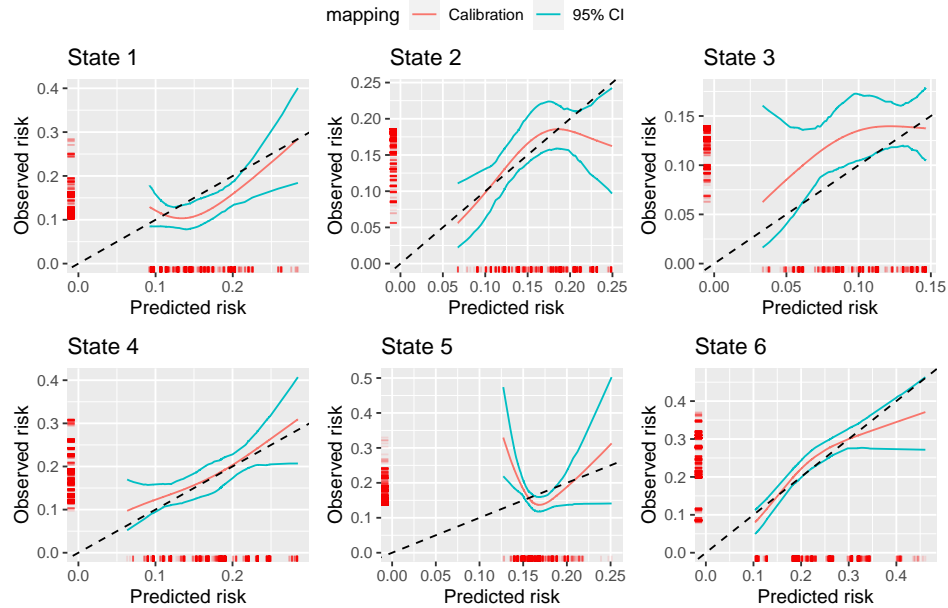 mapping Calibration 95% CI
State 1 State 2 State 3
Observed risk Observed risk Observed risk
0.4 0.3 0.2 0.1 0.0
0.25 0.20 0.15 0.10 0.05 0.00
0.15 0.10 0.05 0.00
0.0 0.1 0.2 0.00 0.05 0.10 0.15 0.20 0.25 0.00 0.05 0.10 0.15
Predicted risk Predicted risk Predicted risk
State 4 State 5 State 6
Observed risk Observed risk Observed risk
0.4 0.3 0.2 0.1 0.0
0.5 0.4 0.3 0.2 0.1 0.0
0.4 0.3 0.2 0.1 0.0
0.0 0.1 0.2 0.00 0.05 0.10 0.15 0.20 0.25 0.0 0.1 0.2 0.3 0.4
Predicted risk Predicted risk Predicted risk